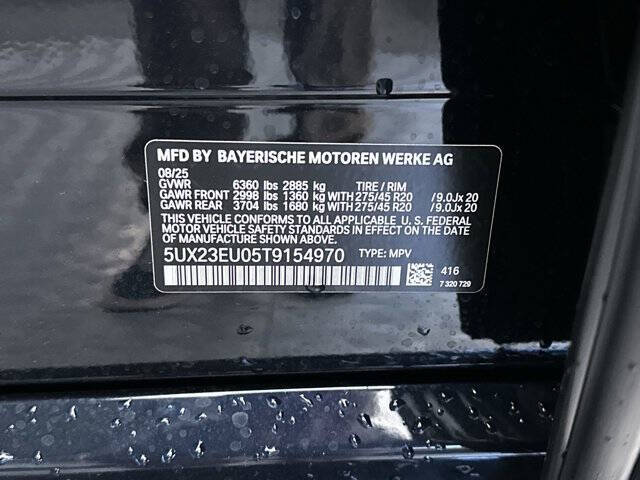 MFD BY BAYERISCHE MOTOREN WERKE AG
08/25
GVWR 6360 lbs 2885 kg TIRE / RIM
GAWR FRONT 2998 lbs 1360 kg WITH 275/45 R20 /9.0Jx 20
GAWR REAR 3704 lbs 1680 kg WITH 275/45 R20 /9.0Jx 20
THIS VEHICLE CONFORMS TO ALL APPLICABLE U. S. FEDERAL
MOTOR VEHICLE SAFETY STANDARDS IN EFFECT ON THE DATE
OF MANUFACTURE SHOWN ABOVE.
5UX23EU05T9154970 TYPE: MPV
416
7 320 729